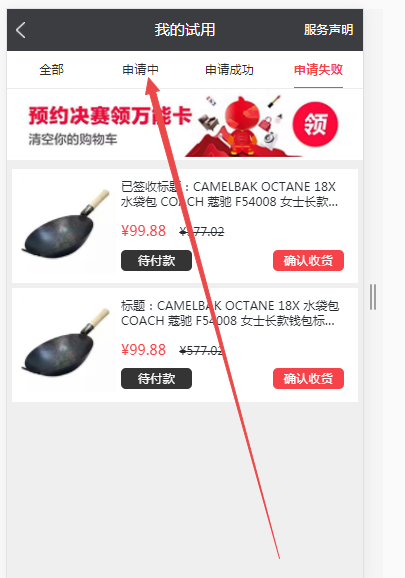 我的试用
服务声明
全部
申请中
申请成功
申请失败
预约决赛领万能卡
清空你的购物车
领
已签收标题：CAMELBAK OCTANE 18X
水袋包 COACH 蔻驰 F54008 女士长款...
¥99.88 ¥577.02
待付款
确认收货
标题：CAMELBAK OCTANE 18X 水袋包
COACH 蔻驰 F54008 女士长款钱包标...
¥99.88 ¥577.02
待付款
确认收货